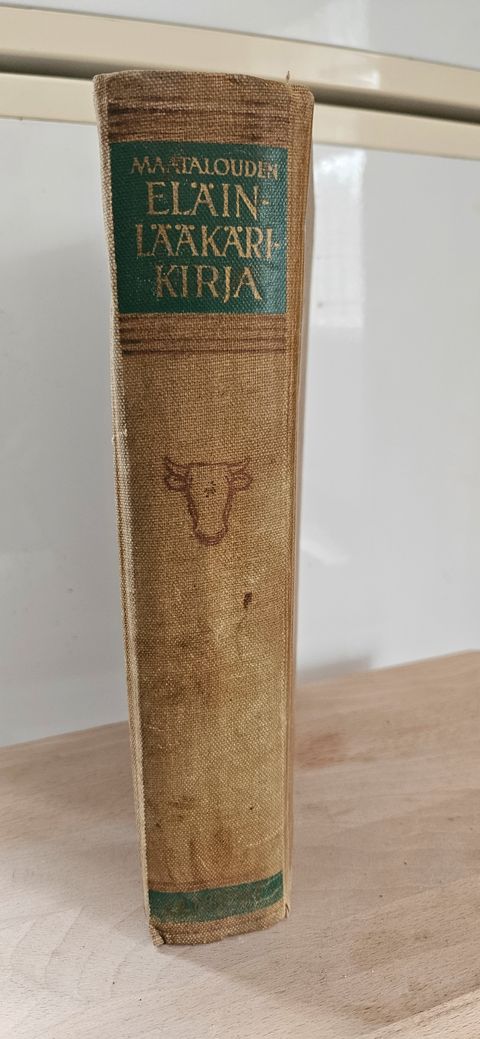 MAATALOUDEN
ELÄIN-
LÄÄKÄRI-
KIRJA